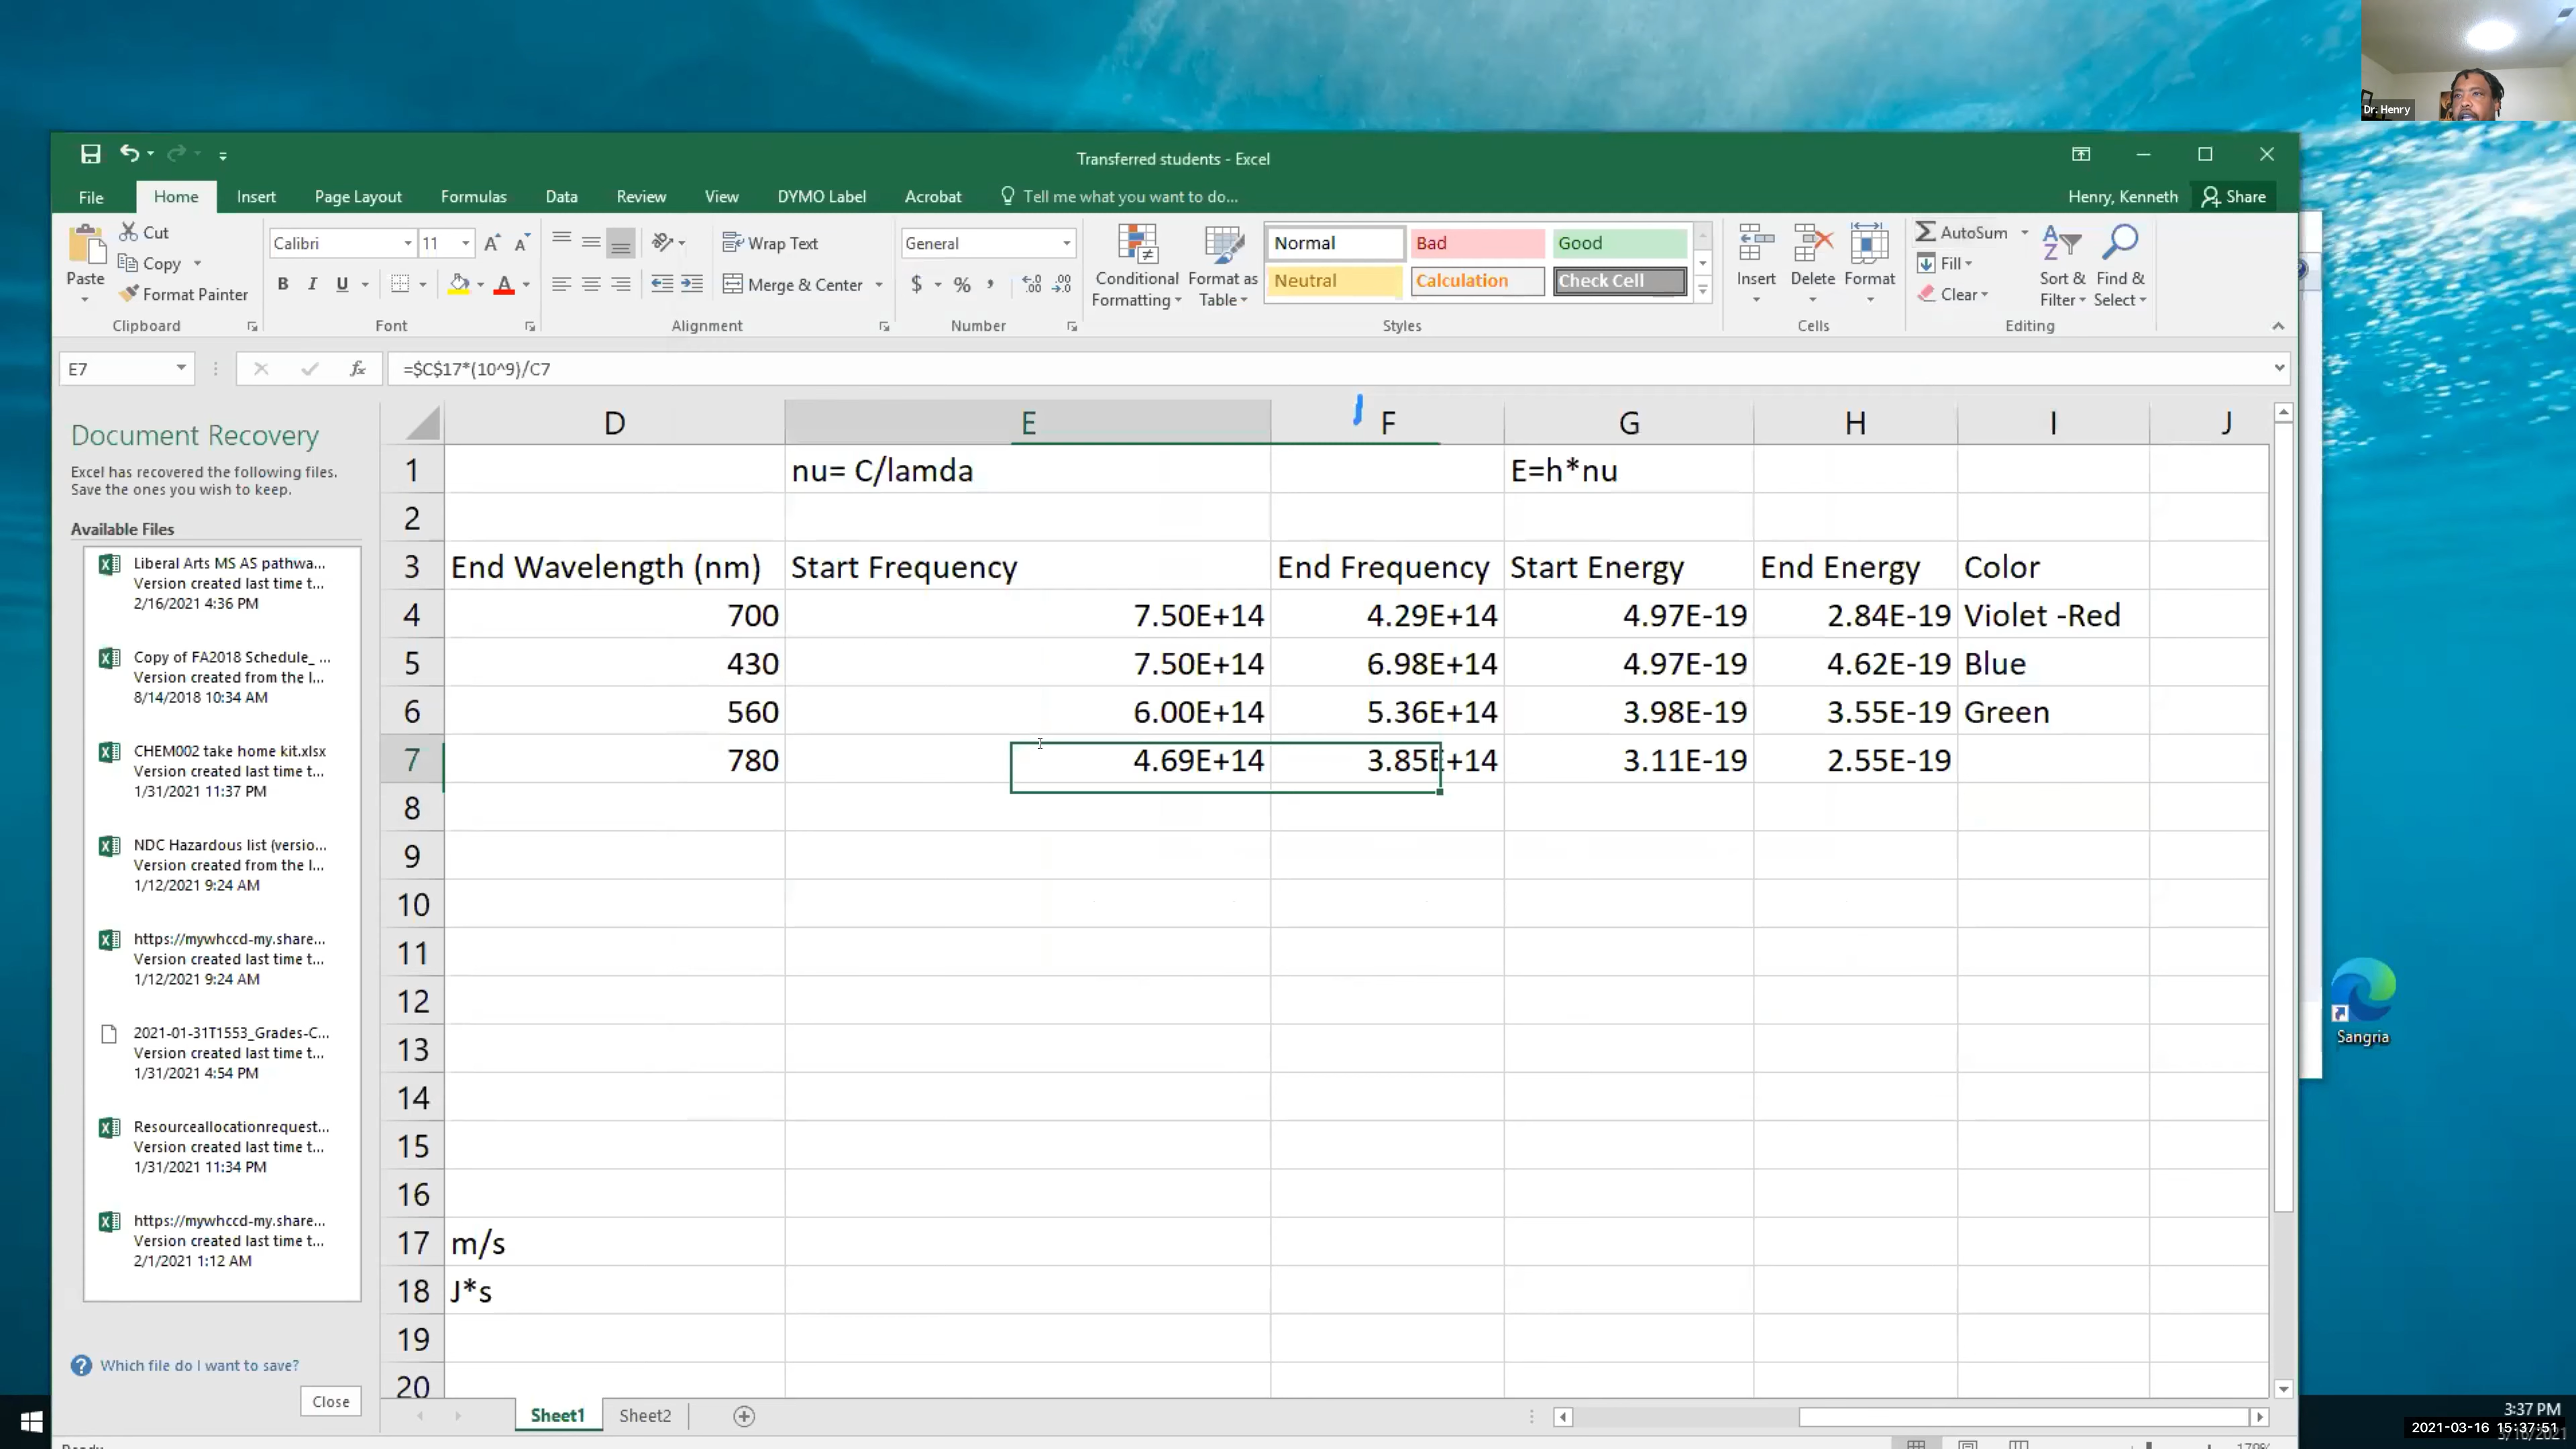 Dr. Henry
Transferred students - Excel
File Home Insert Page Layout Formulas Data Review View DYMO Label Acrobat Tell me what you want to do...
Henry, Kenneth Share
Paste
Cut
Copy
Format Painter
Clipboard
Calibri 11
B I U
Font
Wrap Text
Merge & Center
Alignment
General
$ % ,
Number
Conditional Formatting
Format as Table
Normal Bad Good
Neutral Calculation Check Cell
Styles
Insert Delete Format
Cells
AutoSum
Fill
Clear
Sort & Filter
Find & Select
Editing
E7 fx =$C$17*(10^9)/C7
Document Recovery
Excel has recovered the following files.
Save the ones you wish to keep.
Available Files
Liberal Arts MS AS pathwa...
Version created last time t...
2/16/2021 4:36 PM
Copy of FA2018 Schedule_ ...
Version created from the l...
8/14/2018 10:34 AM
CHEM002 take home kit.xlsx
Version created last time t...
1/31/2021 11:37 PM
NDC Hazardous list (versio...
Version created from the l...
1/12/2021 9:24 AM
https://mywhccd-my.share...
Version created last time t...
1/12/2021 9:24 AM
2021-01-31T1553_Grades-C...
Version created last time t...
1/31/2021 4:54 PM
Resourceallocationrequest...
Version created last time t...
1/31/2021 11:34 PM
https://mywhccd-my.share...
Version created last time t...
2/1/2021 1:12 AM
Which file do I want to save?
Close
D E F G H I J
1 nu= C/lamda E=h*nu
2
3 End Wavelength (nm) Start Frequency End Frequency Start Energy End Energy Color
4 700 7.50E+14 4.29E+14 4.97E-19 2.84E-19 Violet -Red
5 430 7.50E+14 6.98E+14 4.97E-19 4.62E-19 Blue
6 560 6.00E+14 5.36E+14 3.98E-19 3.55E-19 Green
7 780 4.69E+14 3.85E+14 3.11E-19 2.55E-19
8
9
10
11
12
13
14
15
16
17 m/s
18 J*s
19
20
Sheet1 Sheet2
Sangria
3:37 PM
2021-03-16 15:37:51